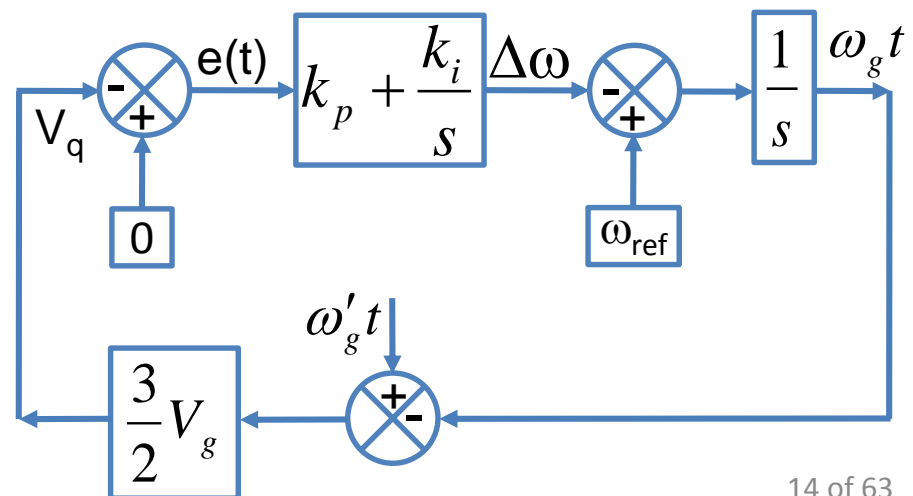 e(t)
k_p + k_i/s
Δω
1/s
ω_g t
-
+
V_q
0
-
+
ω_ref
ω'_g t
+
-
3/2 V_g
14 of 63